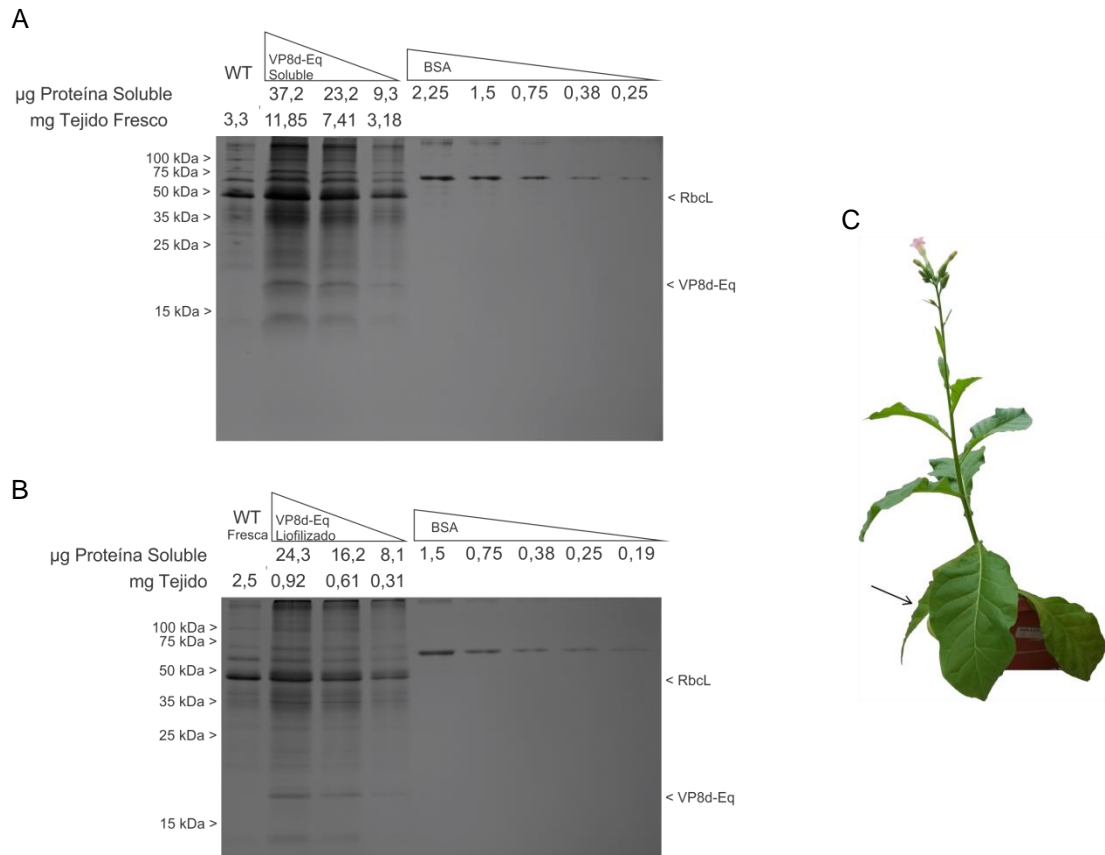 A
WT
VP8d-Eq
Soluble
BSA
µg Proteína Soluble 37,2 23,2 9,3 2,25 1,5 0,75 0,38 0,25
mg Tejido Fresco 3,3 11,85 7,41 3,18
100 kDa >
75 kDa >
50 kDa >
< RbcL
35 kDa >
25 kDa >
< VP8d-Eq
15 kDa >
B
WT
Fresca
VP8d-Eq
Liofilizado
BSA
µg Proteína Soluble 24,3 16,2 8,1 1,5 0,75 0,38 0,25 0,19
mg Tejido 2,5 0,92 0,61 0,31
100 kDa >
75 kDa >
50 kDa >
< RbcL
35 kDa >
25 kDa >
< VP8d-Eq
15 kDa >
C